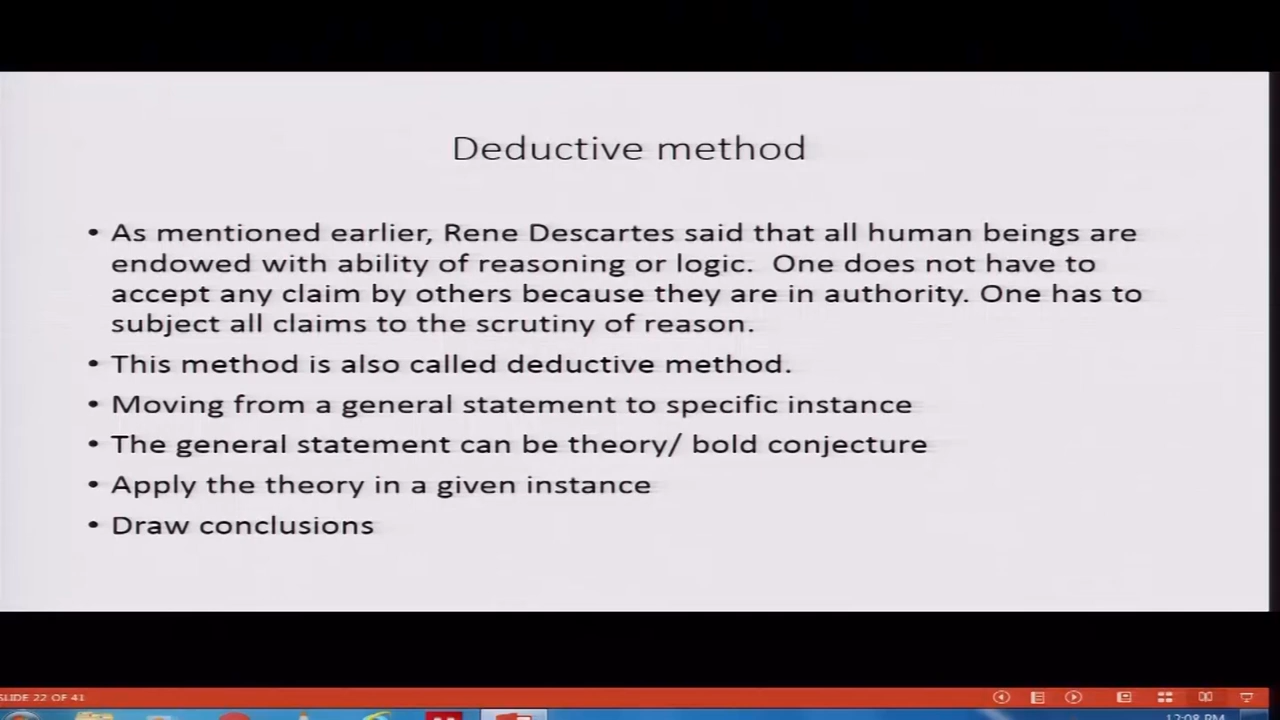 Deductive method
• As mentioned earlier, Rene Descartes said that all human beings are
endowed with ability of reasoning or logic.  One does not have to
accept any claim by others because they are in authority. One has to
subject all claims to the scrutiny of reason.
• This method is also called deductive method.
• Moving from a general statement to specific instance
• The general statement can be theory/ bold conjecture
• Apply the theory in a given instance
• Draw conclusions
SLIDE 22 OF 41
12:08 PM